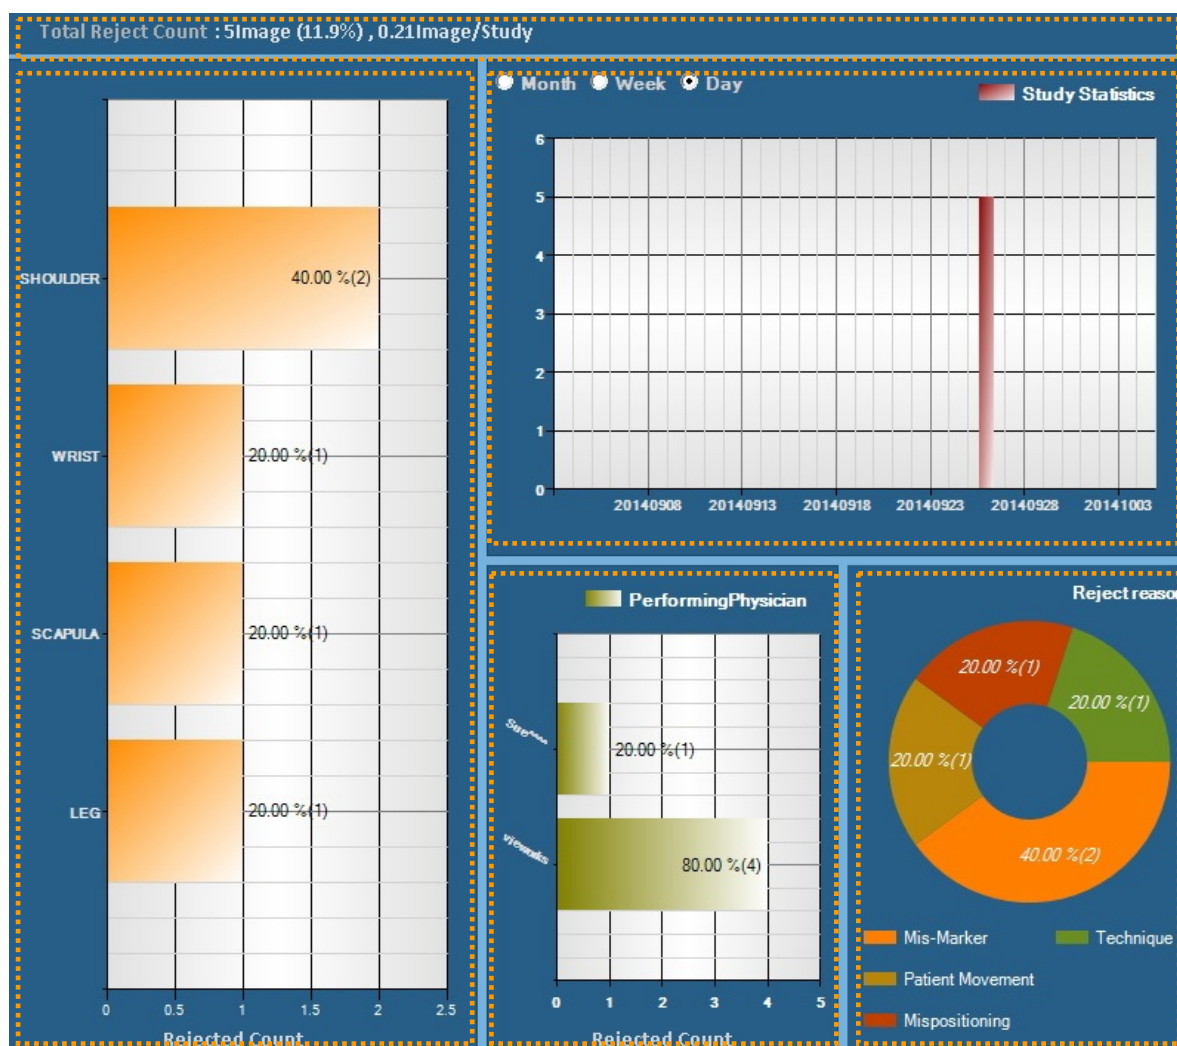 Total Reject Count : 5Image (11.9%) , 0.21Image/Study
SHOULDER
40.00 %(2)
WRIST
20.00 %(1)
SCAPULA
20.00 %(1)
LEG
20.00 %(1)
0 0.5 1 1.5 2 2.5
Rejected Count
Month Week Day
Study Statistics
6
5
4
3
2
1
0
20140908 20140913 20140918 20140923 20140928 20141003
PerformingPhysician
20.00 %(1)
vieworks
80.00 %(4)
0 1 2 3 4 5
Rejected Count
Reject reason
20.00 %(1)
20.00 %(1)
20.00 %(1)
40.00 %(2)
Mis-Marker Technique
Patient Movement
Mispositioning